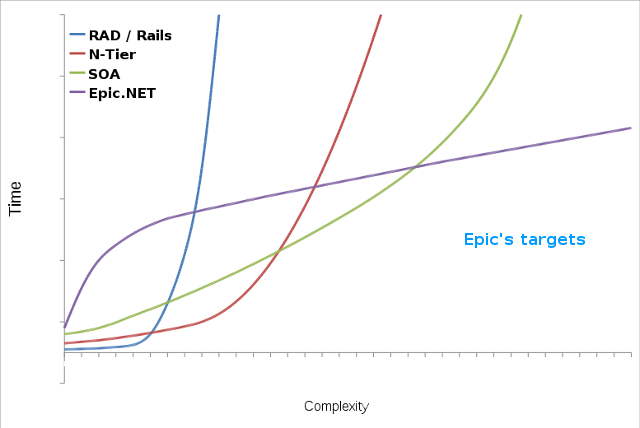 RAD / Rails
N-Tier
SOA
Epic.NET
Time
Epic's targets
Complexity